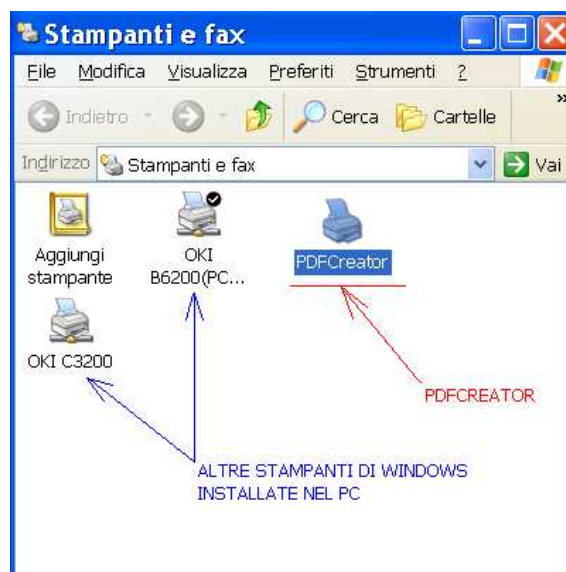 Stampanti e fax
File Modifica Visualizza Preferiti Strumenti ?
Indietro Cerca Cartelle »
Indirizzo Stampanti e fax Vai
Aggiungi
stampante
OKI
B6200(PC...
PDFCreator
OKI C3200
PDFCREATOR
ALTRE STAMPANTI DI WINDOWS
INSTALLATE NEL PC